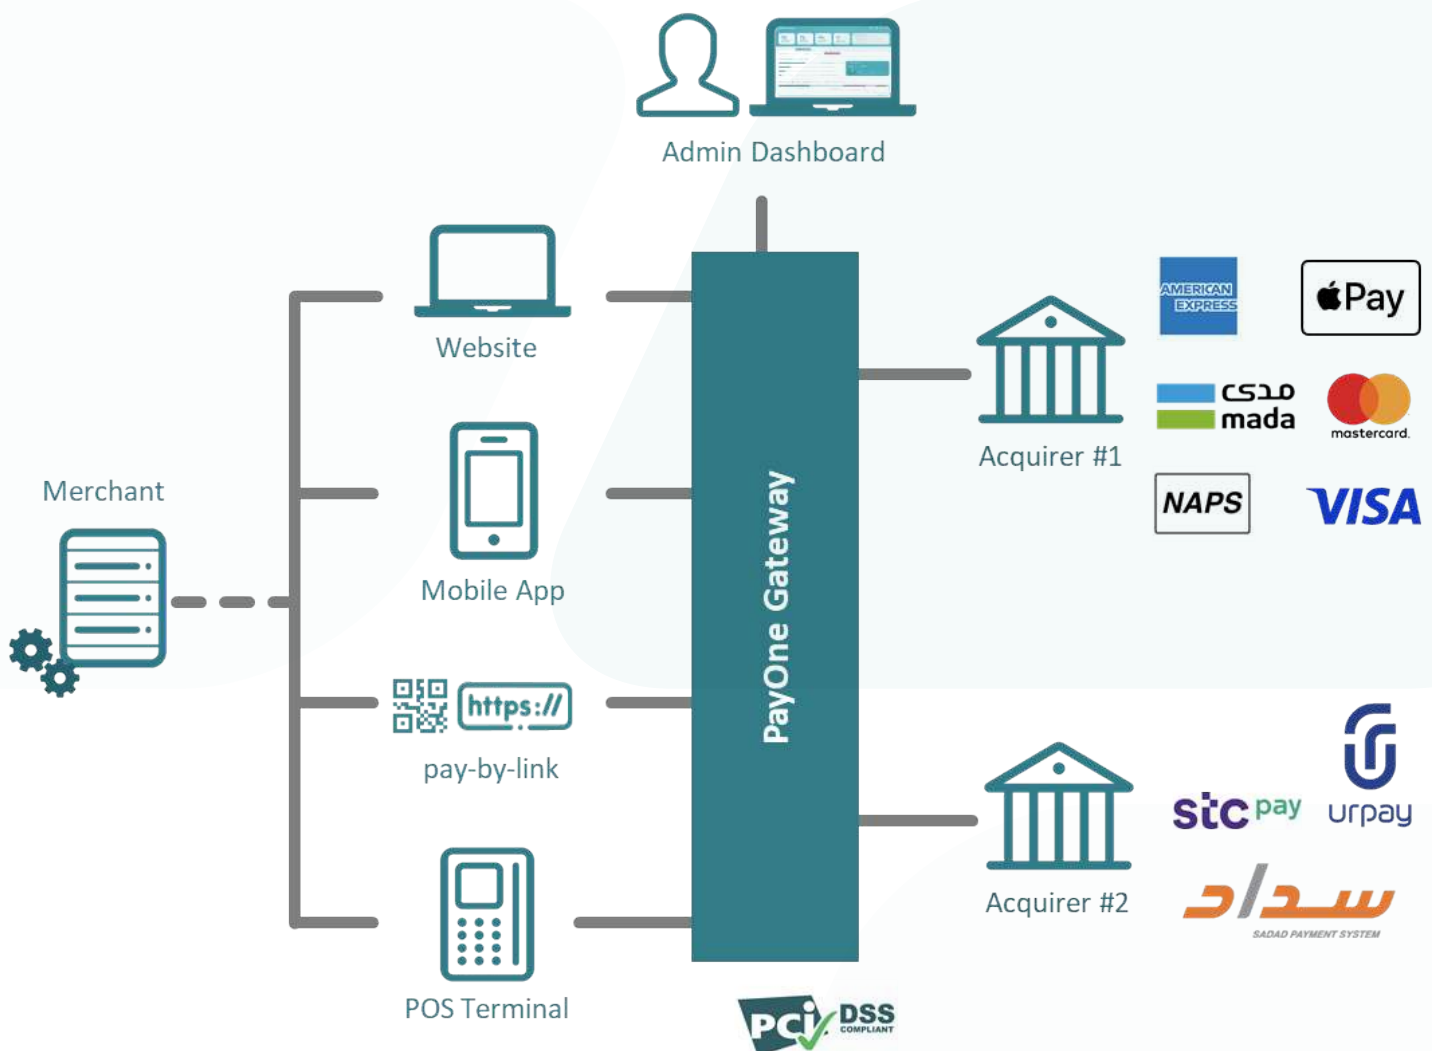 Admin Dashboard
Website
Mobile App
Merchant
https://
pay-by-link
POS Terminal
PayOne Gateway
Acquirer #1
AMERICAN
EXPRESS
Pay
مدى
mada
mastercard.
NAPS
VISA
Acquirer #2
stc pay
urpay
سداد
SADAD PAYMENT SYSTEM
PCi DSS
COMPLIANT